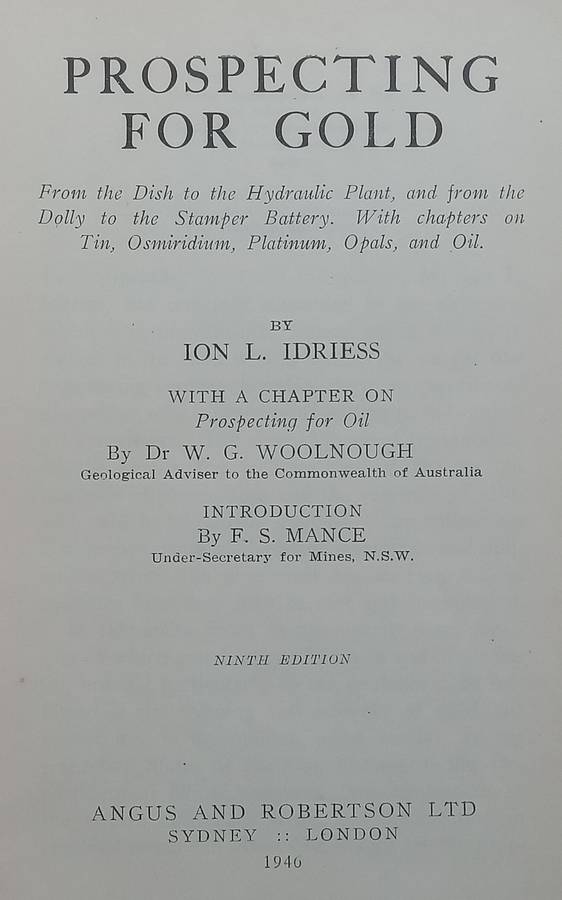 PROSPECTING
FOR GOLD
From the Dish to the Hydraulic Plant, and from the
Dolly to the Stamper Battery. With chapters on
Tin, Osmiridium, Platinum, Opals, and Oil.
BY
ION L. IDRIESS
WITH A CHAPTER ON
Prospecting for Oil
By Dr W. G. WOOLNOUGH
Geological Adviser to the Commonwealth of Australia
INTRODUCTION
By F. S. MANCE
Under-Secretary for Mines, N.S.W.
NINTH EDITION
ANGUS AND ROBERTSON LTD
SYDNEY :: LONDON
1946